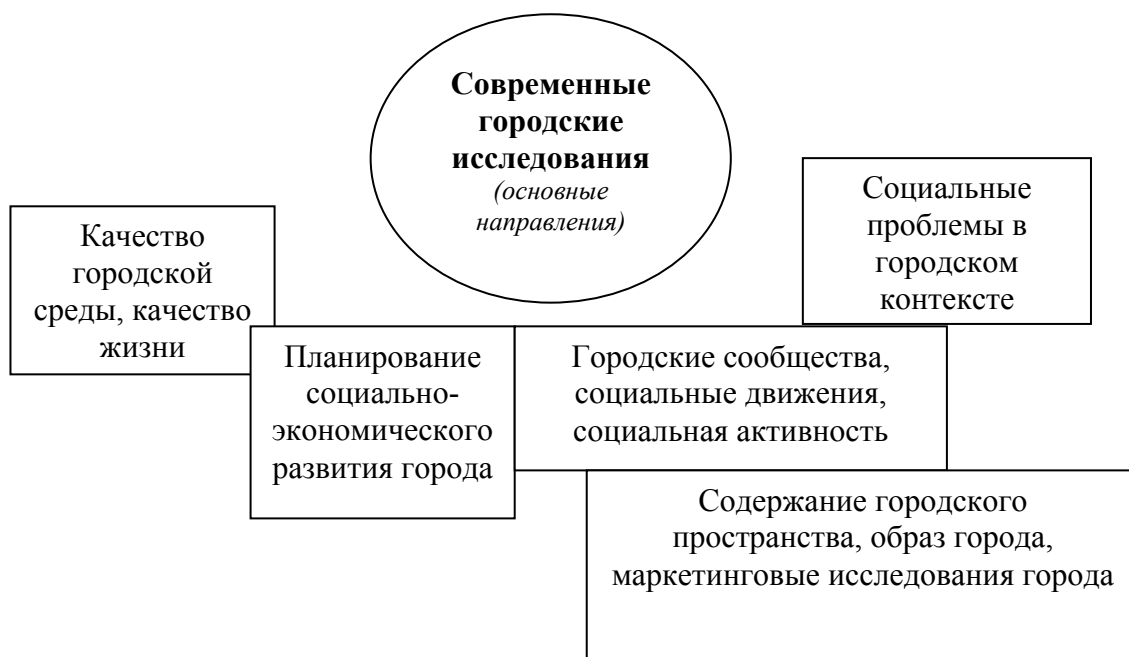 Современные
городские
исследования
(основные
направления)
Качество
городской
среды, качество
жизни
Социальные
проблемы в
городском
контексте
Планирование
социально-
экономического
развития города
Городские сообщества,
социальные движения,
социальная активность
Содержание городского
пространства, образ города,
маркетинговые исследования города